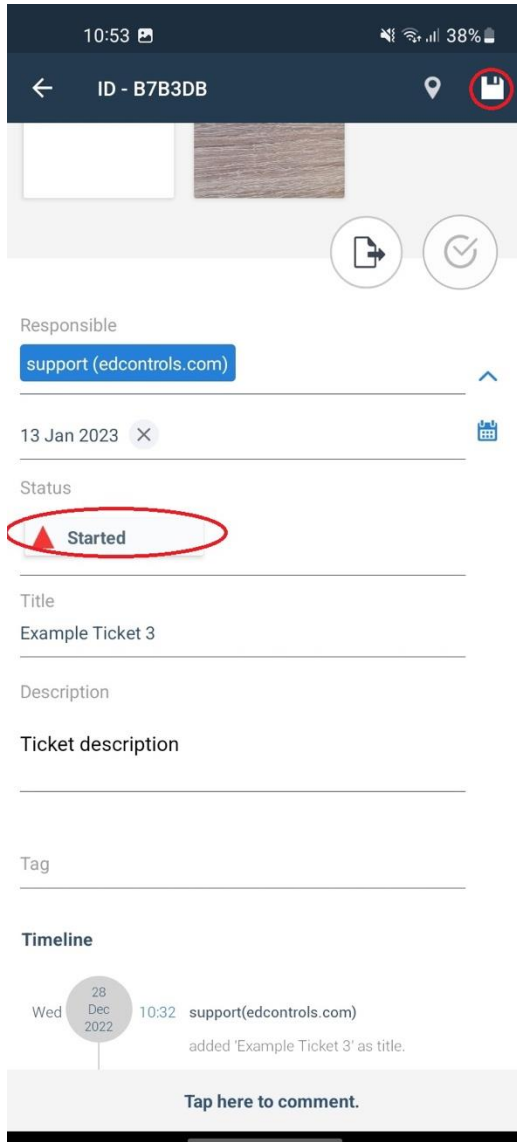 10:53
38%
ID - B7B3DB
Responsible
support (edcontrols.com)
13 Jan 2023
Status
Started
Title
Example Ticket 3
Description
Ticket description
Tag
Timeline
Wed
28
Dec
2022
10:32
support(edcontrols.com)
added 'Example Ticket 3' as title.
Tap here to comment.